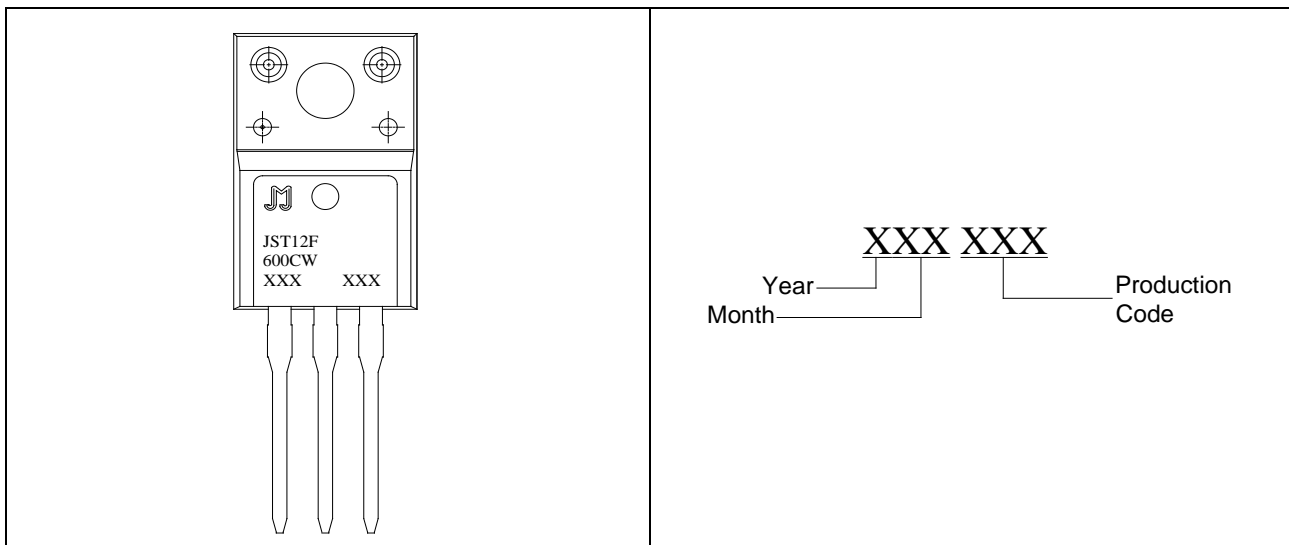 JST12F
600CW
XXX XXX
XXX XXX
Year
Month
Production
Code